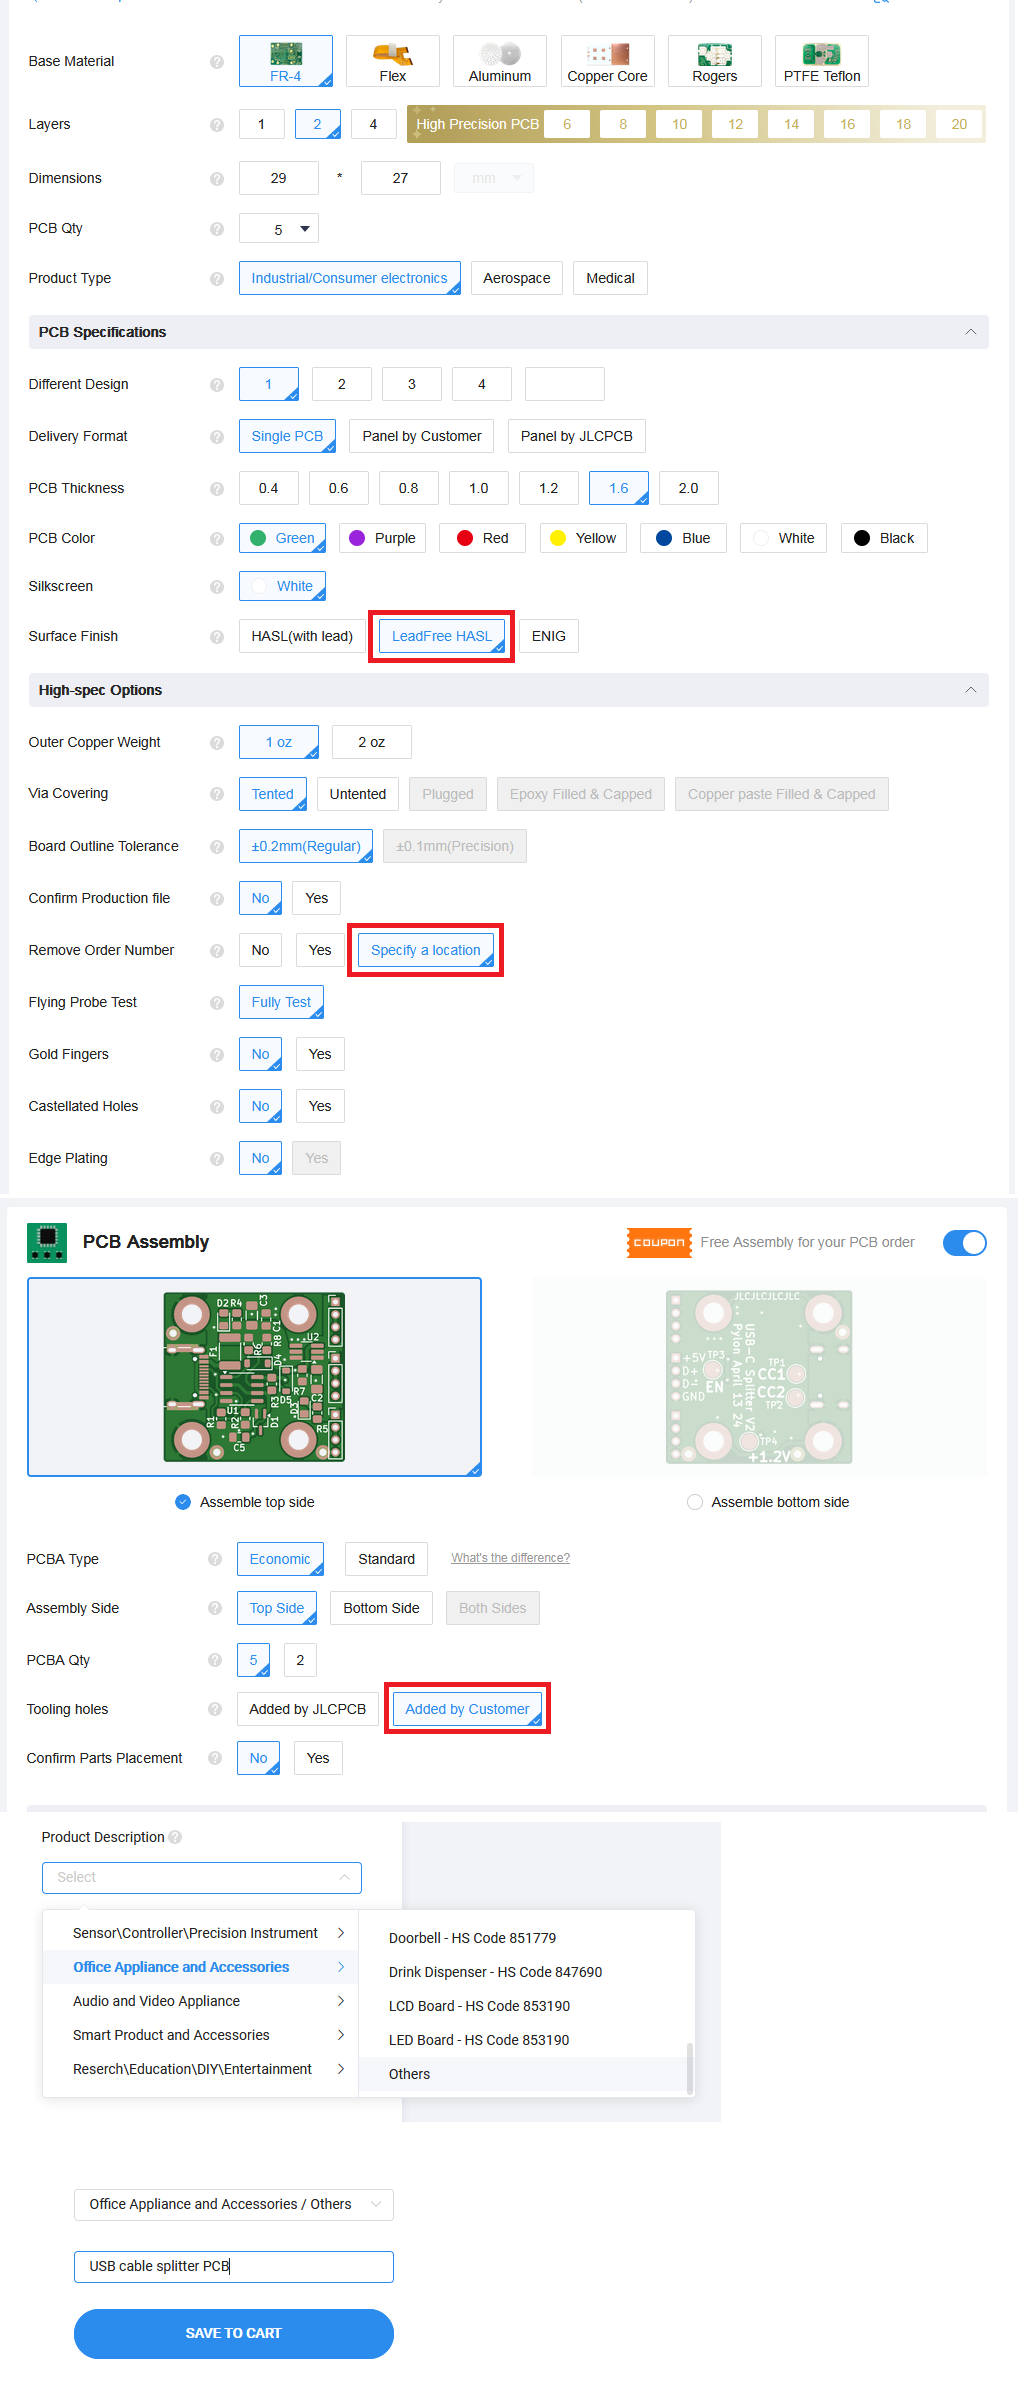 Base Material
FR-4
Flex
Aluminum
Copper Core
Rogers
PTFE Teflon
Layers
1
2
4
High Precision PCB
6
8
10
12
14
16
18
20
Dimensions
29
*
27
mm
PCB Qty
5
Product Type
Industrial/Consumer electronics
Aerospace
Medical
PCB Specifications
Different Design
1
2
3
4
Delivery Format
Single PCB
Panel by Customer
Panel by JLCPCB
PCB Thickness
0.4
0.6
0.8
1.0
1.2
1.6
2.0
PCB Color
Green
Purple
Red
Yellow
Blue
White
Black
Silkscreen
White
Surface Finish
HASL(with lead)
LeadFree HASL
ENIG
High-spec Options
Outer Copper Weight
1 oz
2 oz
Via Covering
Tented
Untented
Plugged
Epoxy Filled & Capped
Copper paste Filled & Capped
Board Outline Tolerance
±0.2mm(Regular)
±0.1mm(Precision)
Confirm Production file
No
Yes
Remove Order Number
No
Yes
Specify a location
Flying Probe Test
Fully Test
Gold Fingers
No
Yes
Castellated Holes
No
Yes
Edge Plating
No
Yes
PCB Assembly
COUPON
Free Assembly for your PCB order
D2 R4
C3
C1
R8
U2
F1
R6
D4
R7
R3
D5
C2
D3
U1
R1
R2
D1
C5
R5
JLCJLCJLCJLC
USB-C Splitter V2
Pylon April 13 24
+5V
D+
D-
GND
TP3
EN
TP1
CC1
CC2
TP2
TP4
+1.2V
Assemble top side
Assemble bottom side
PCBA Type
Economic
Standard
What's the difference?
Assembly Side
Top Side
Bottom Side
Both Sides
PCBA Qty
5
2
Tooling holes
Added by JLCPCB
Added by Customer
Confirm Parts Placement
No
Yes
Product Description
Select
Sensor\Controller\Precision Instrument
Office Appliance and Accessories
Audio and Video Appliance
Smart Product and Accessories
Reserch\Education\DIY\Entertainment
Doorbell - HS Code 851779
Drink Dispenser - HS Code 847690
LCD Board - HS Code 853190
LED Board - HS Code 853190
Others
Office Appliance and Accessories / Others
USB cable splitter PCB
SAVE TO CART